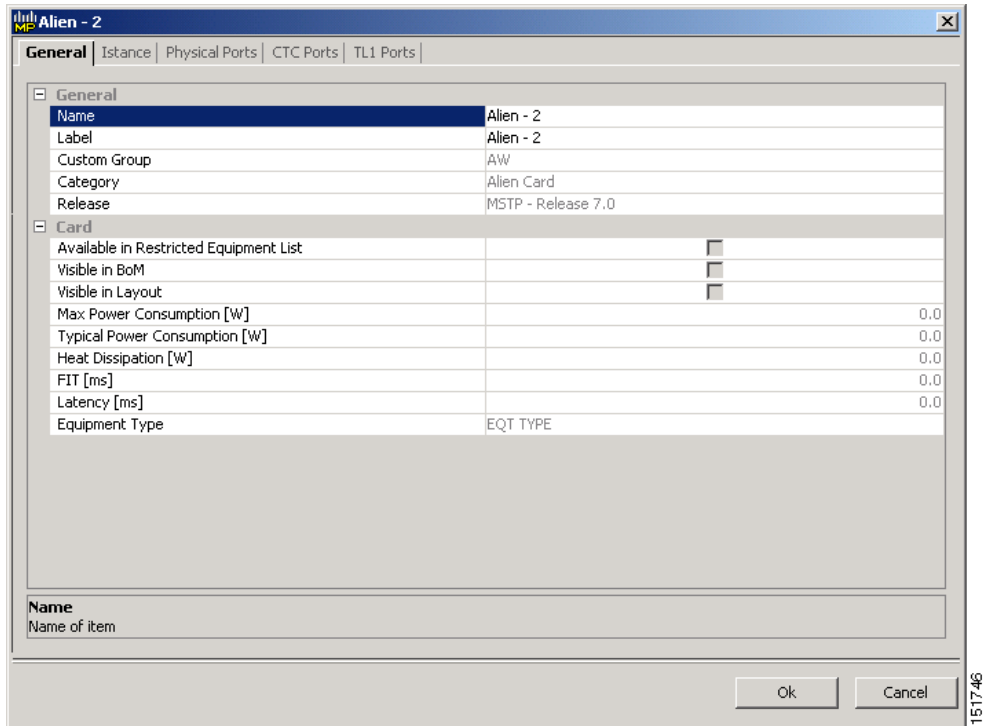 MP Alien - 2
General Istance Physical Ports CTC Ports TL1 Ports
General
Name Alien - 2
Label Alien - 2
Custom Group AW
Category Alien Card
Release MSTP - Release 7.0
Card
Available in Restricted Equipment List
Visible in BoM
Visible in Layout
Max Power Consumption [W] 0.0
Typical Power Consumption [W] 0.0
Heat Dissipation [W] 0.0
FIT [ms] 0.0
Latency [ms] 0.0
Equipment Type EQT TYPE
Name
Name of item
Ok Cancel
151746